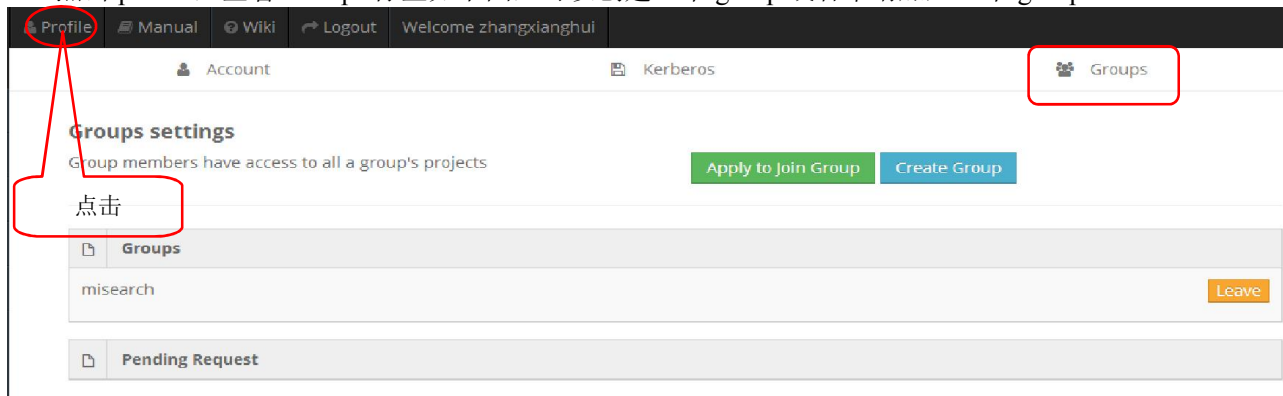 Profile Manual Wiki Logout Welcome zhangxianghui
Account Kerberos Groups
Groups settings
Group members have access to all a group's projects
Apply to Join Group Create Group
点击
Groups
misearch Leave
Pending Request